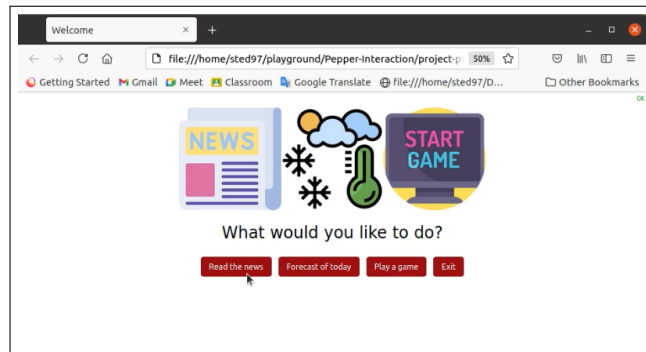 Welcome
file:///home/sted97/playground/Pepper-Interaction/project-p
50%
Getting Started Gmail Meet Classroom Google Translate file:///home/sted97/D... Other Bookmarks
OK
NEWS
START
GAME
What would you like to do?
Read the news Forecast of today Play a game Exit